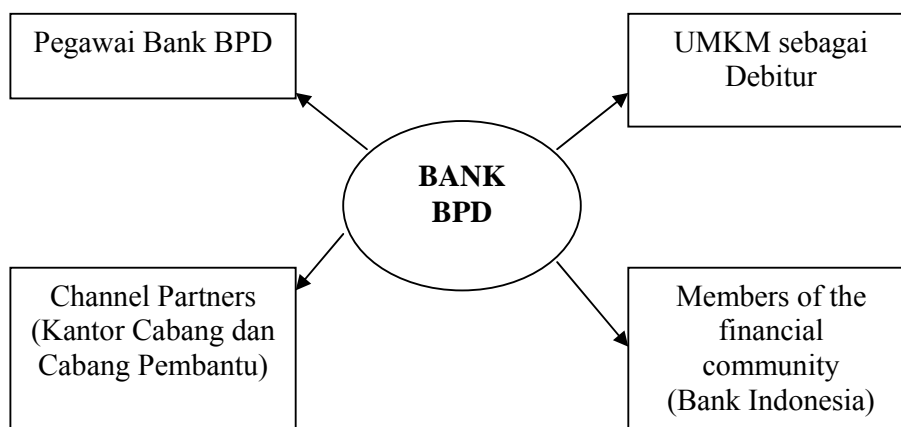 Pegawai Bank BPD
UMKM sebagai
Debitur
BANK
BPD
Channel Partners
(Kantor Cabang dan
Cabang Pembantu)
Members of the
financial
community
(Bank Indonesia)